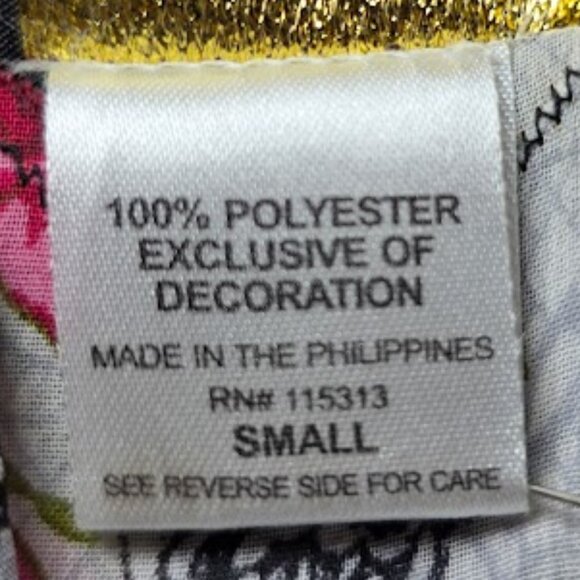 100% POLYESTER
EXCLUSIVE OF
DECORATION
MADE IN THE PHILIPPINES
RN# 115313
SMALL
SEE REVERSE SIDE FOR CARE